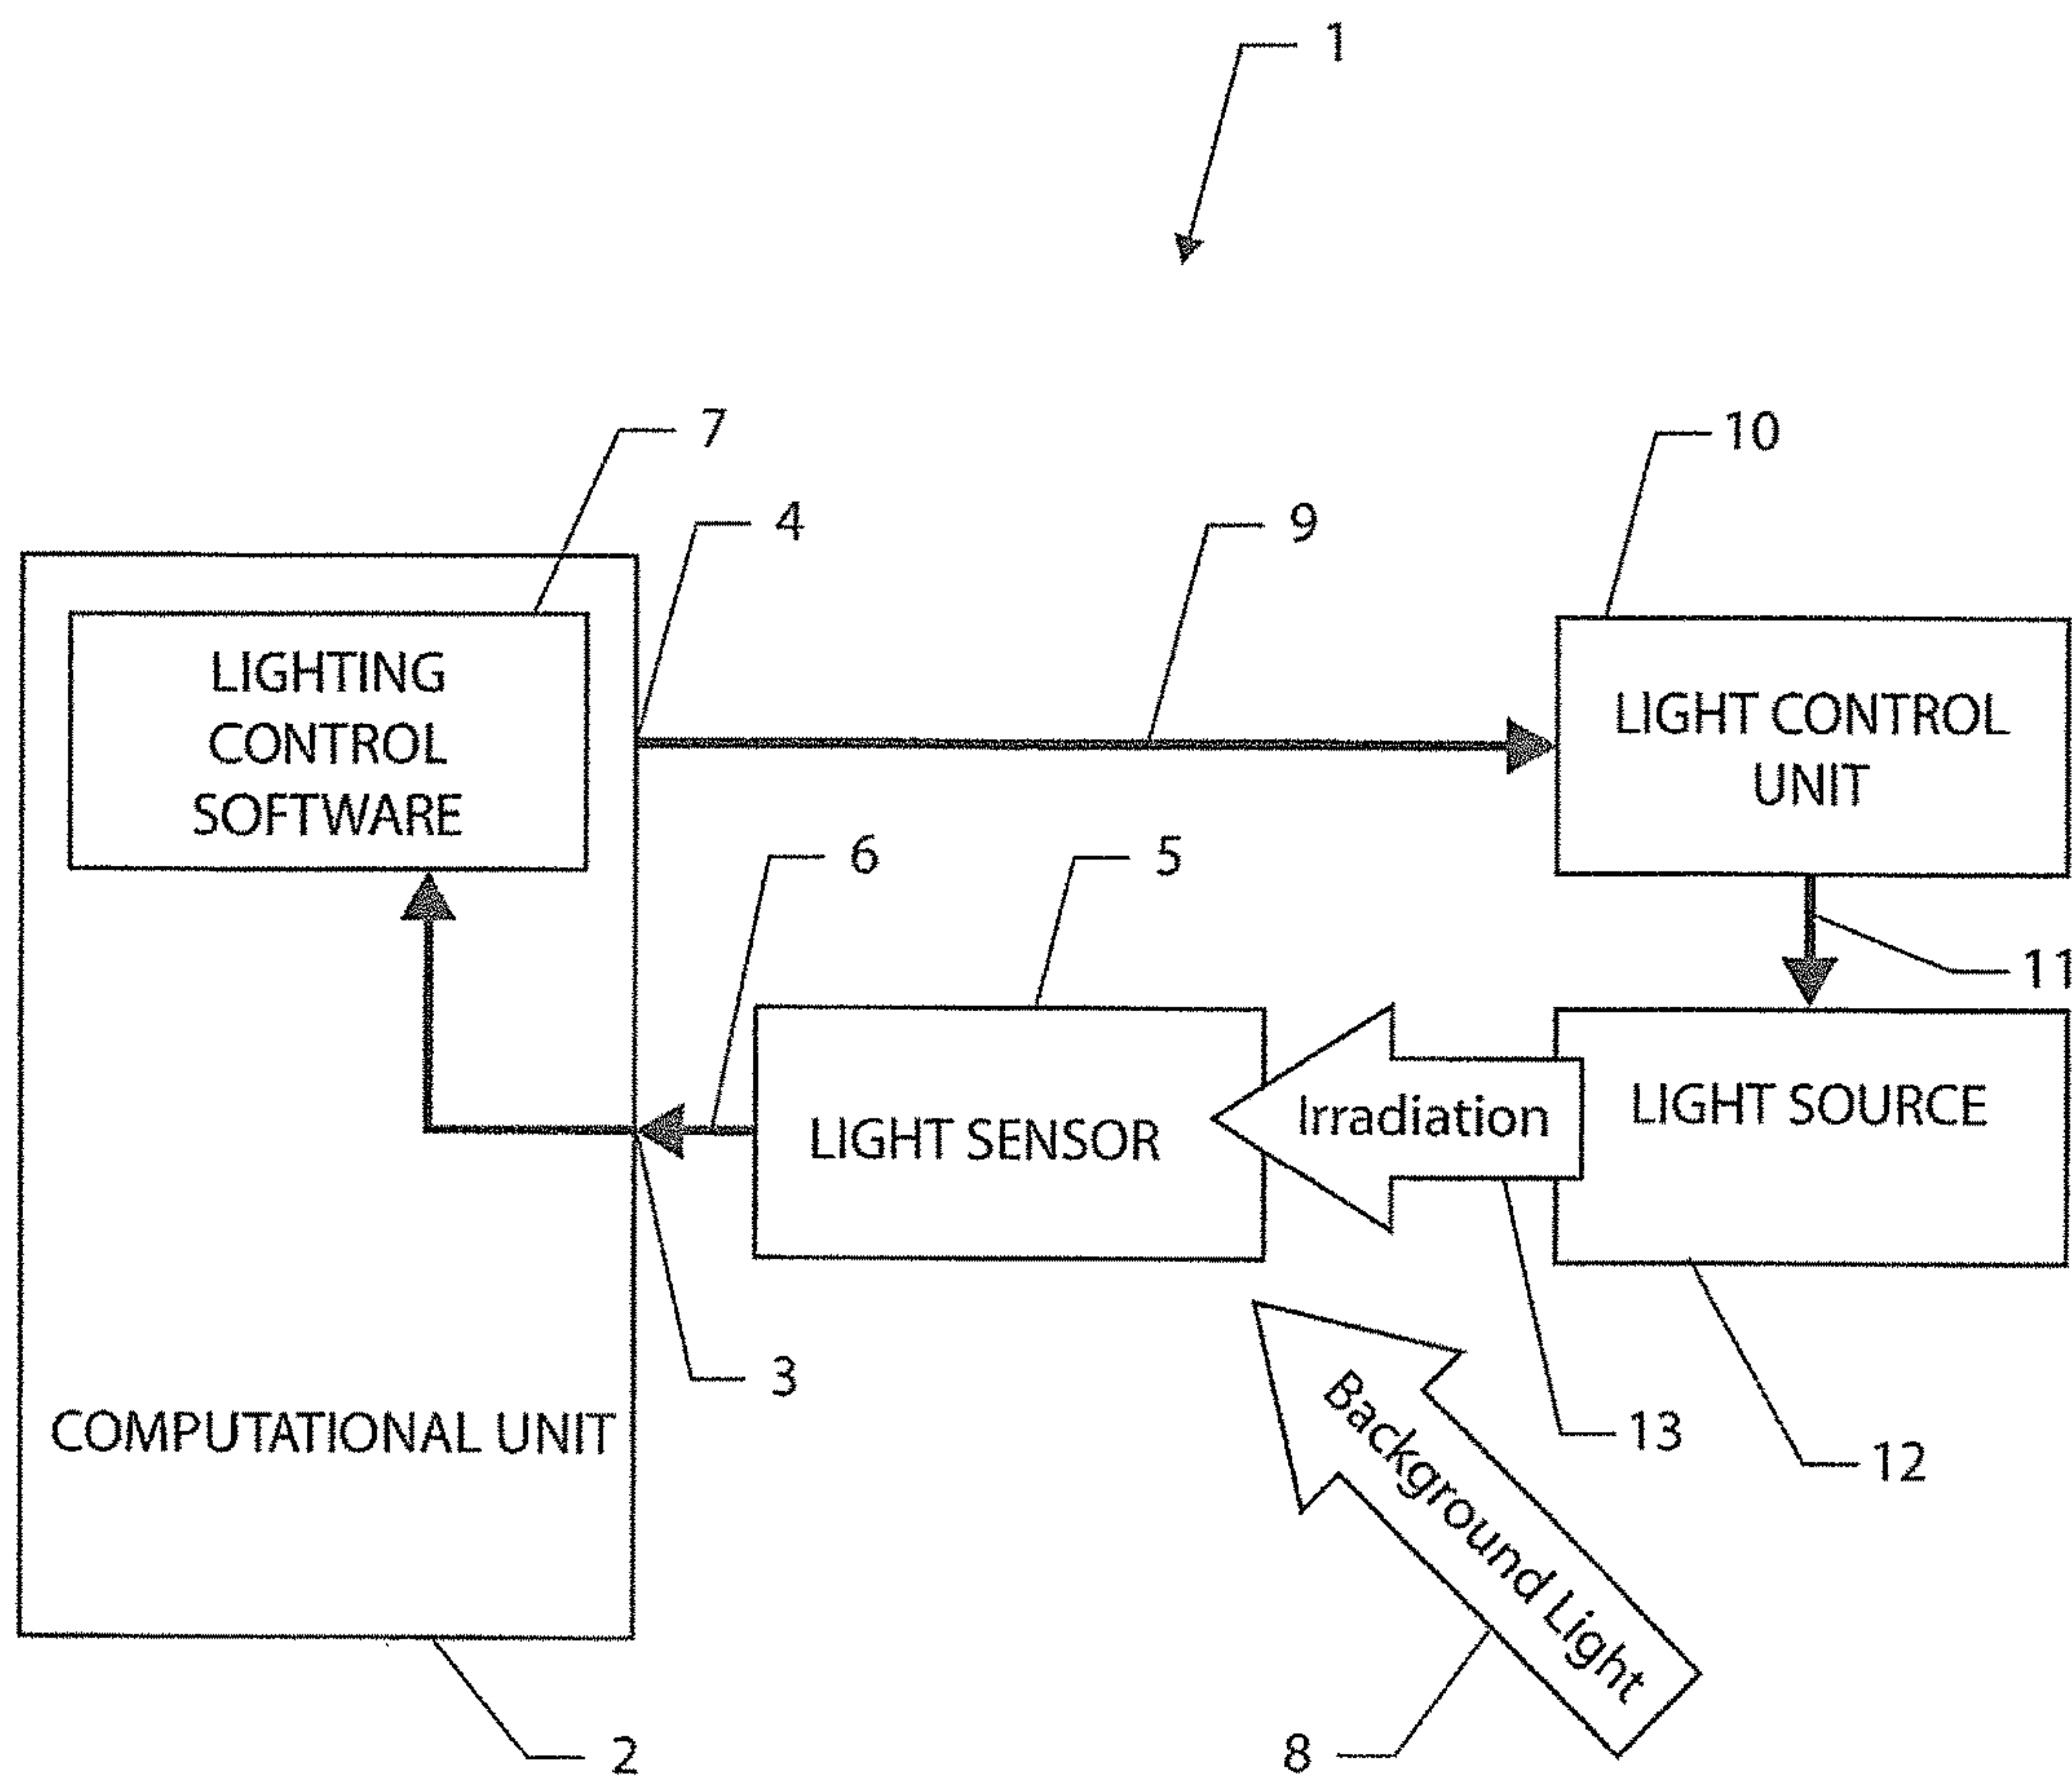 1
7
10
4
9
LIGHTING
CONTROL
SOFTWARE
LIGHT CONTROL
UNIT
6
5
11
LIGHT SENSOR
Irradiation
LIGHT SOURCE
3
COMPUTATIONAL UNIT
Background Light
13
12
2
8